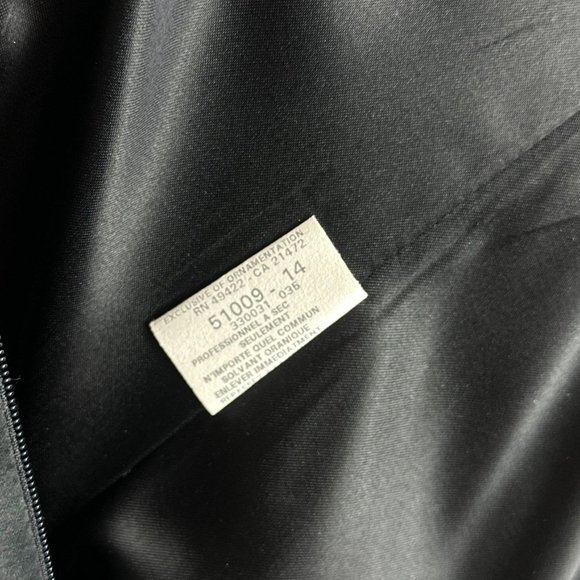 EXCLUSIVE OF ORNAMENTATION
RN 49422 - CA 21472
51009 - 14
330031 035
PROFESSIONNEL A SEC
SEULEMENT
N'IMPORTE QUEL COMMUN
SOLVANT ORANIQUE
ENLEVER IMMEDIATMENT